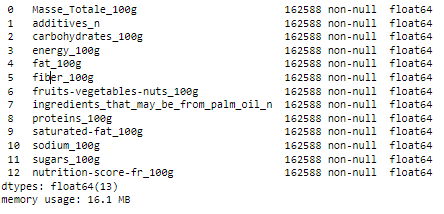 0 Masse_Totale_100g 162588 non-null float64
1 additives_n 162588 non-null float64
2 carbohydrates_100g 162588 non-null float64
3 energy_100g 162588 non-null float64
4 fat_100g 162588 non-null float64
5 fiber_100g 162588 non-null float64
6 fruits-vegetables-nuts_100g 162588 non-null float64
7 ingredients_that_may_be_from_palm_oil_n 162588 non-null float64
8 proteins_100g 162588 non-null float64
9 saturated-fat_100g 162588 non-null float64
10 sodium_100g 162588 non-null float64
11 sugars_100g 162588 non-null float64
12 nutrition-score-fr_100g 162588 non-null float64
dtypes: float64(13)
memory usage: 16.1 MB